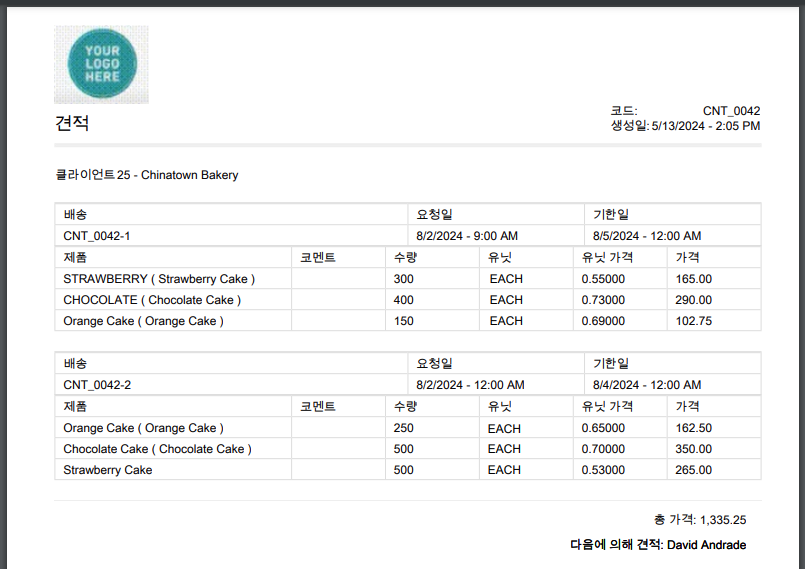 YOUR
LOGO
HERE
견적
코드: CNT_0042
생성일: 5/13/2024 - 2:05 PM
클라이언트 25 - Chinatown Bakery
배송 요청일 기한일
CNT_0042-1 8/2/2024 - 9:00 AM 8/5/2024 - 12:00 AM
제품 코멘트 수량 유닛 유닛 가격 가격
STRAWBERRY ( Strawberry Cake ) 300 EACH 0.55000 165.00
CHOCOLATE ( Chocolate Cake ) 400 EACH 0.73000 290.00
Orange Cake ( Orange Cake ) 150 EACH 0.69000 102.75
배송 요청일 기한일
CNT_0042-2 8/2/2024 - 12:00 AM 8/4/2024 - 12:00 AM
제품 코멘트 수량 유닛 유닛 가격 가격
Orange Cake ( Orange Cake ) 250 EACH 0.65000 162.50
Chocolate Cake ( Chocolate Cake ) 500 EACH 0.70000 350.00
Strawberry Cake 500 EACH 0.53000 265.00
총 가격: 1,335.25
다음에 의해 견적: David Andrade